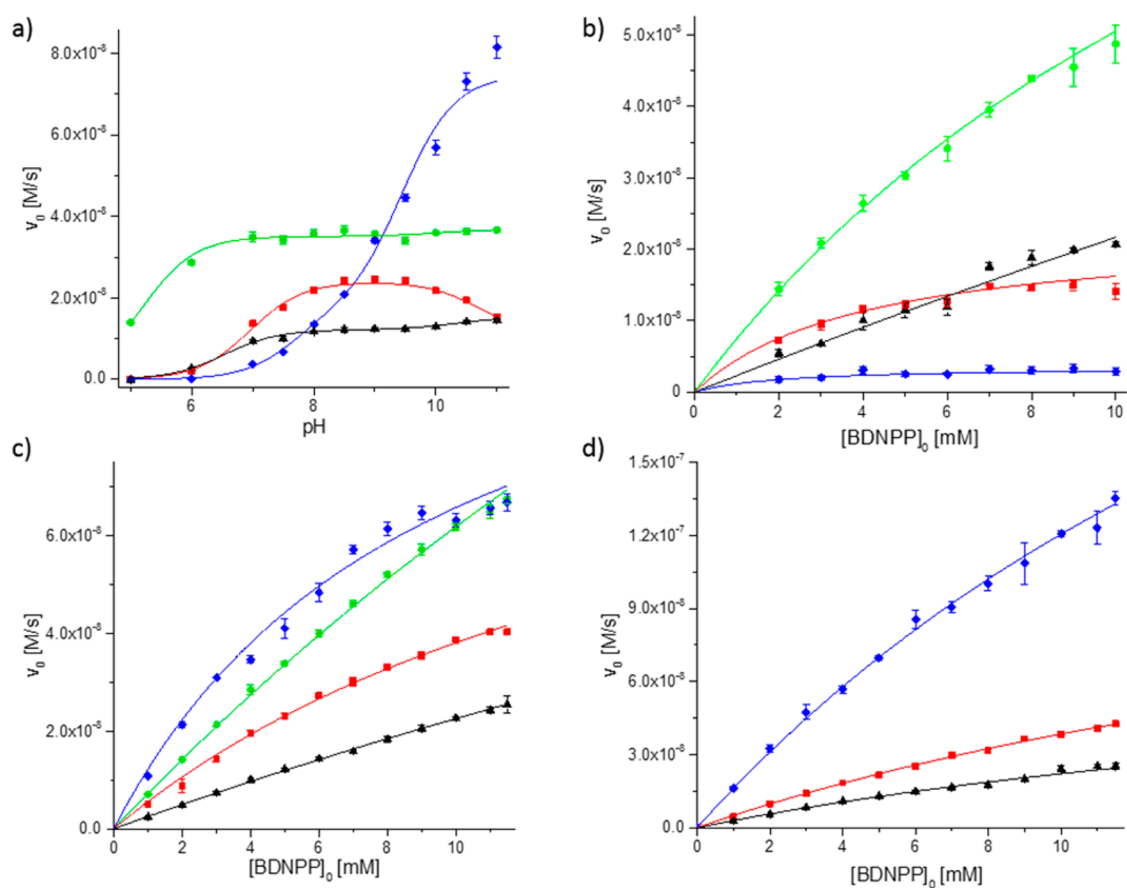 a)
8.0x10⁻⁸
6.0x10⁻⁸
4.0x10⁻⁸
2.0x10⁻⁸
0.0
v₀ [M/s]
6
8
10
pH
b)
5.0x10⁻⁸
4.0x10⁻⁸
3.0x10⁻⁸
2.0x10⁻⁸
1.0x10⁻⁸
0
v₀ [M/s]
0
2
4
6
8
10
[BDNPP]₀ [mM]
c)
6.0x10⁻⁸
4.0x10⁻⁸
2.0x10⁻⁸
0.0
v₀ [M/s]
0
2
4
6
8
10
[BDNPP]₀ [mM]
d)
1.5x10⁻⁷
1.2x10⁻⁷
9.0x10⁻⁸
6.0x10⁻⁸
3.0x10⁻⁸
0.0
v₀ [M/s]
0
2
4
6
8
10
[BDNPP]₀ [mM]